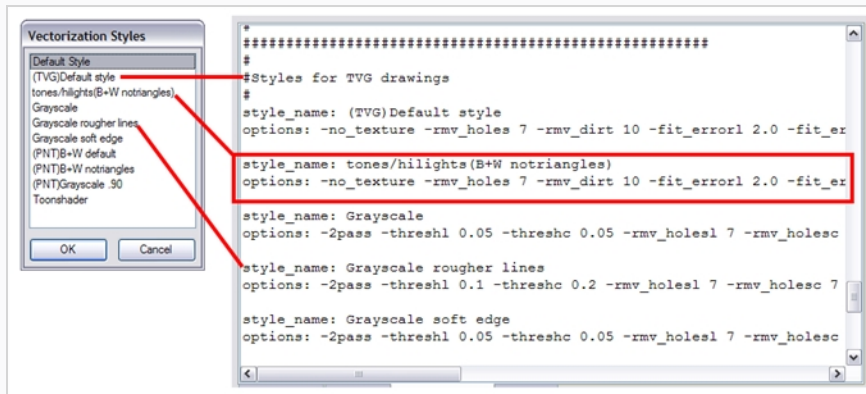 Vectorization Styles
Default Style
(TVG)Default style
tones/hilights(B+W notriangles)
Grayscale
Grayscale rougher lines
Grayscale soft edge
(PNT)B+W default
(PNT)B+W notriangles
(PNT)Grayscale .90
Toonshader
OK
Cancel
#
######################################################
#
#Styles for TVG drawings
#
style_name: (TVG)Default style
options: -no_texture -rmv_holes 7 -rmv_dirt 10 -fit_errorl 2.0 -fit_er
style_name: tones/hilights(B+W notriangles)
options: -no_texture -rmv_holes 7 -rmv_dirt 10 -fit_errorl 2.0 -fit_er
style_name: Grayscale
options: -2pass -threshl 0.05 -threshc 0.05 -rmv_holesl 7 -rmv_holesc
style_name: Grayscale rougher lines
options: -2pass -threshl 0.1 -threshc 0.2 -rmv_holesl 7 -rmv_holesc 7
style_name: Grayscale soft edge
options: -2pass -threshl 0.05 -threshc 0.05 -rmv_holesl 7 -rmv_holesc